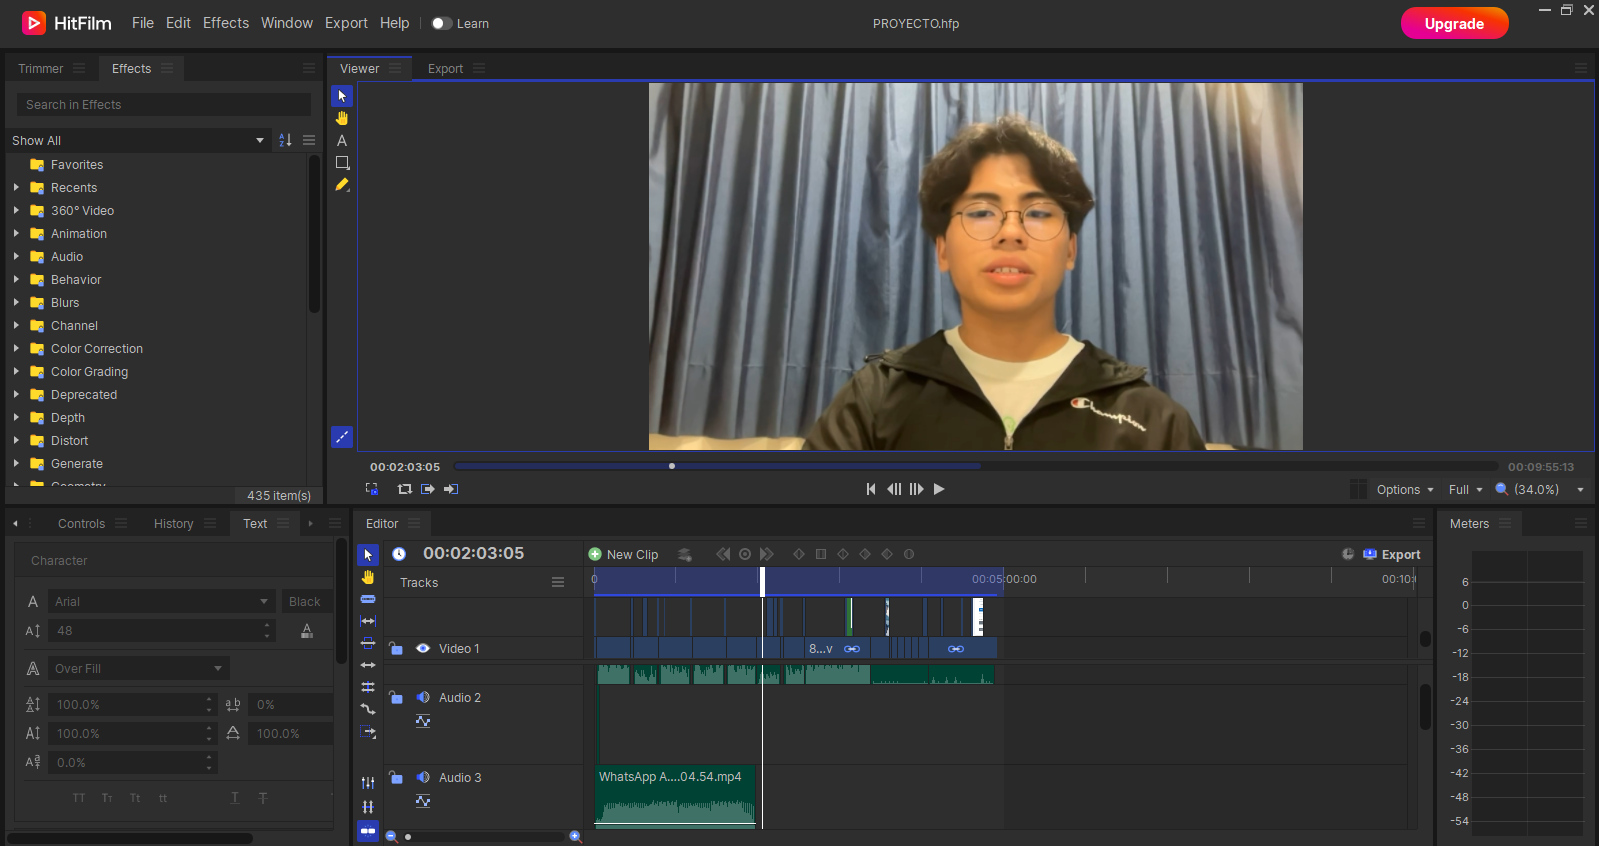 HitFilm
File Edit Effects Window Export Help Learn
PROYECTO.hfp
Upgrade
Trimmer Effects
Search in Effects
Show All
Favorites
Recents
360° Video
Animation
Audio
Behavior
Blurs
Channel
Color Correction
Color Grading
Deprecated
Depth
Distort
Generate
Geometry
435 item(s)
Viewer Export
Champion
00:02:03:05
00:09:55:13
Options Full (34.0%)
Controls History Text
Character
Arial Black
48
Over Fill
100.0% 0%
100.0% 100.0%
0.0%
TT Tt Tt tt T T
Editor
00:02:03:05
New Clip
Export
Tracks
0 00:05:00:00 00:10:
Video 1
8...v
Audio 2
Audio 3
WhatsApp A....04.54.mp4
Meters
6
0
-6
-12
-18
-24
-30
-36
-42
-48
-54